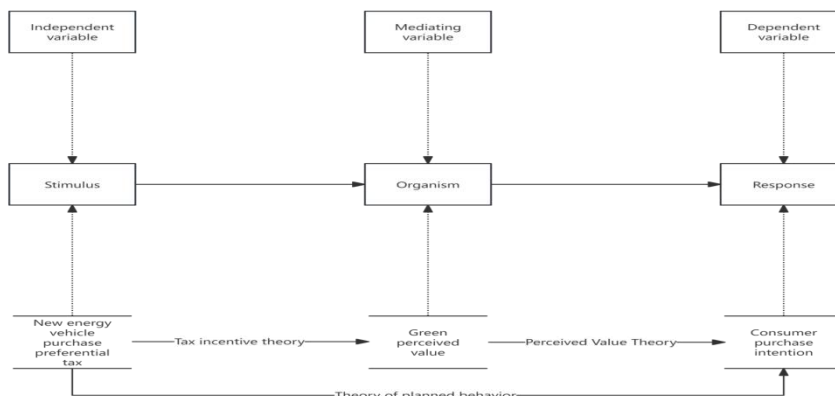 Independent
variable
Mediating
variable
Dependent
variable
Stimulus
Organism
Response
New energy
vehicle
purchase
preferential
tax
Tax incentive theory
Green
perceived
value
Perceived Value Theory
Consumer
purchase
intention
Theory of planned behavior